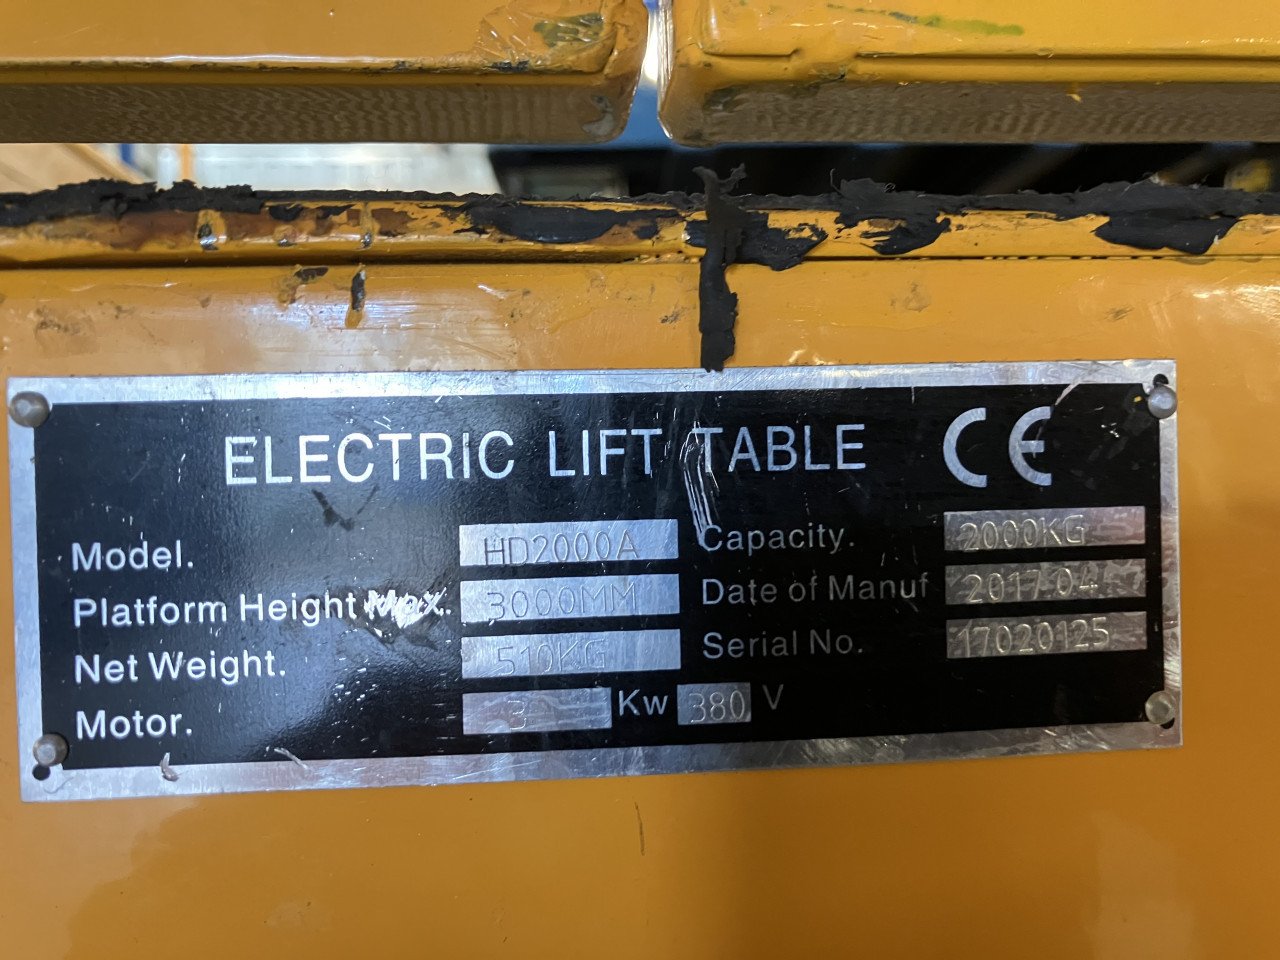 ELECTRIC LIFT TABLE CE
Model. HD2000A Capacity. 2000KG
Platform Height Max. 3000MM Date of Manuf 2017.04
Net Weight. 510KG Serial No. 17020125
Motor. 3 Kw 380 V